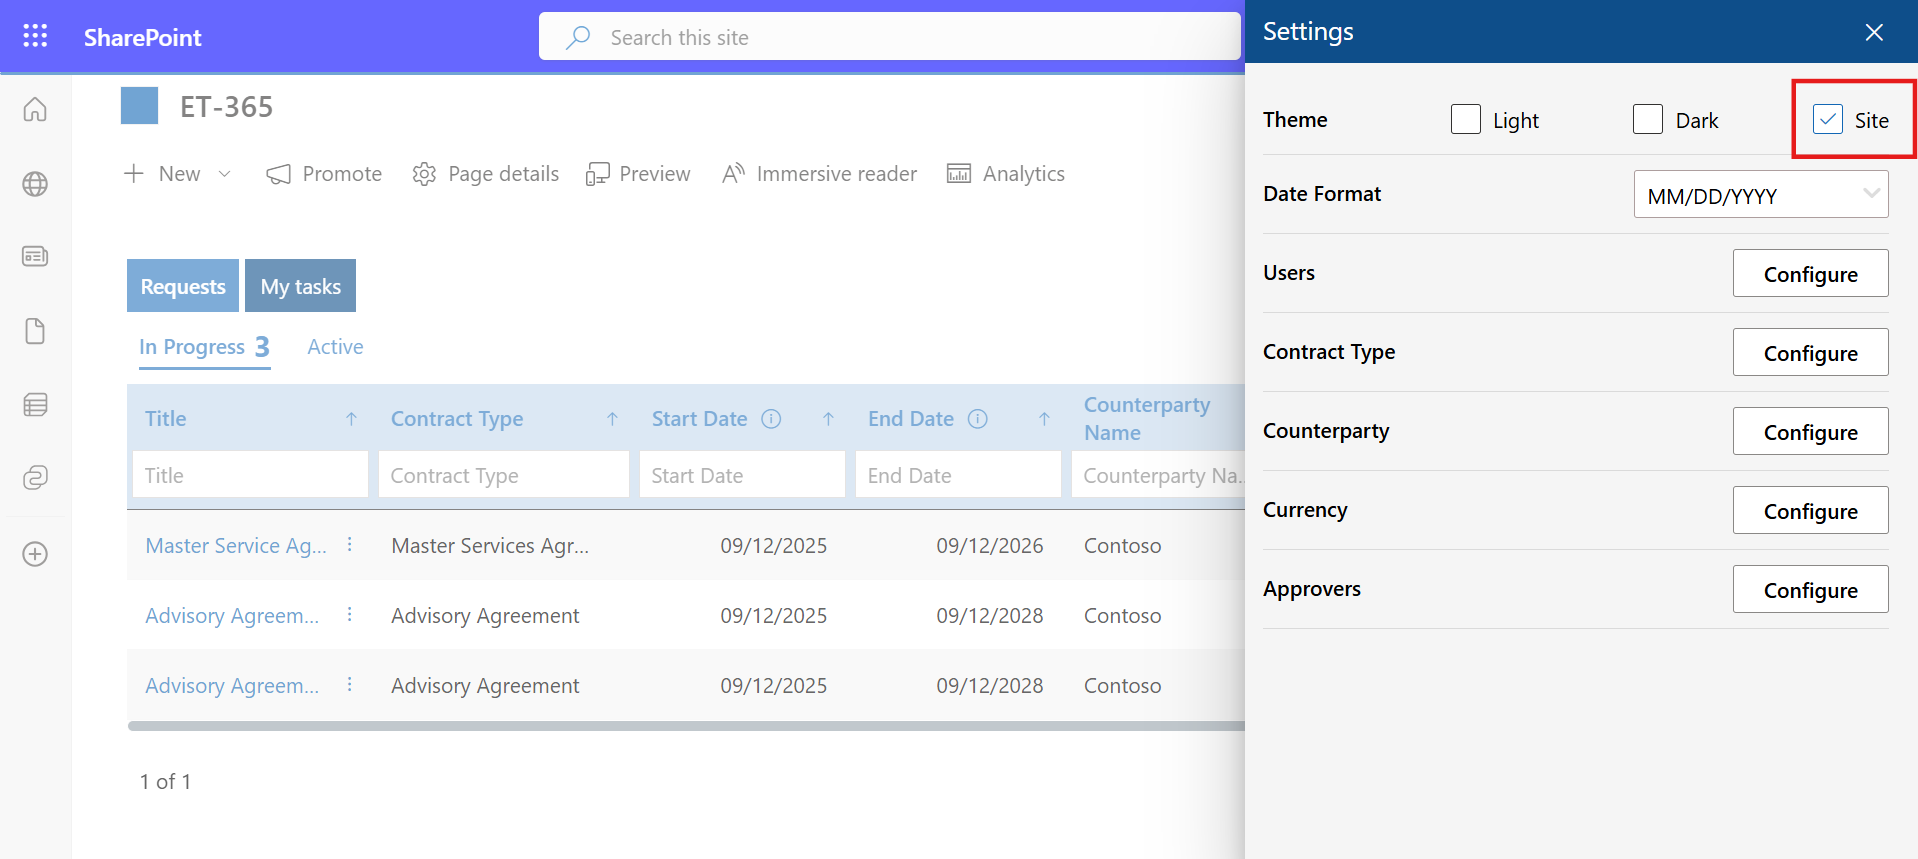 SharePoint
Search this site
ET-365
New
Promote
Page details
Preview
Immersive reader
Analytics
Requests
My tasks
In Progress 3
Active
Title
Contract Type
Start Date
End Date
Counterparty
Name
Title
Contract Type
Start Date
End Date
Counterparty Na...
Master Service Ag...
Master Services Agr...
09/12/2025
09/12/2026
Contoso
Advisory Agreem...
Advisory Agreement
09/12/2025
09/12/2028
Contoso
Advisory Agreem...
Advisory Agreement
09/12/2025
09/12/2028
Contoso
1 of 1
Settings
Theme
Light
Dark
Site
Date Format
MM/DD/YYYY
Users
Configure
Contract Type
Configure
Counterparty
Configure
Currency
Configure
Approvers
Configure